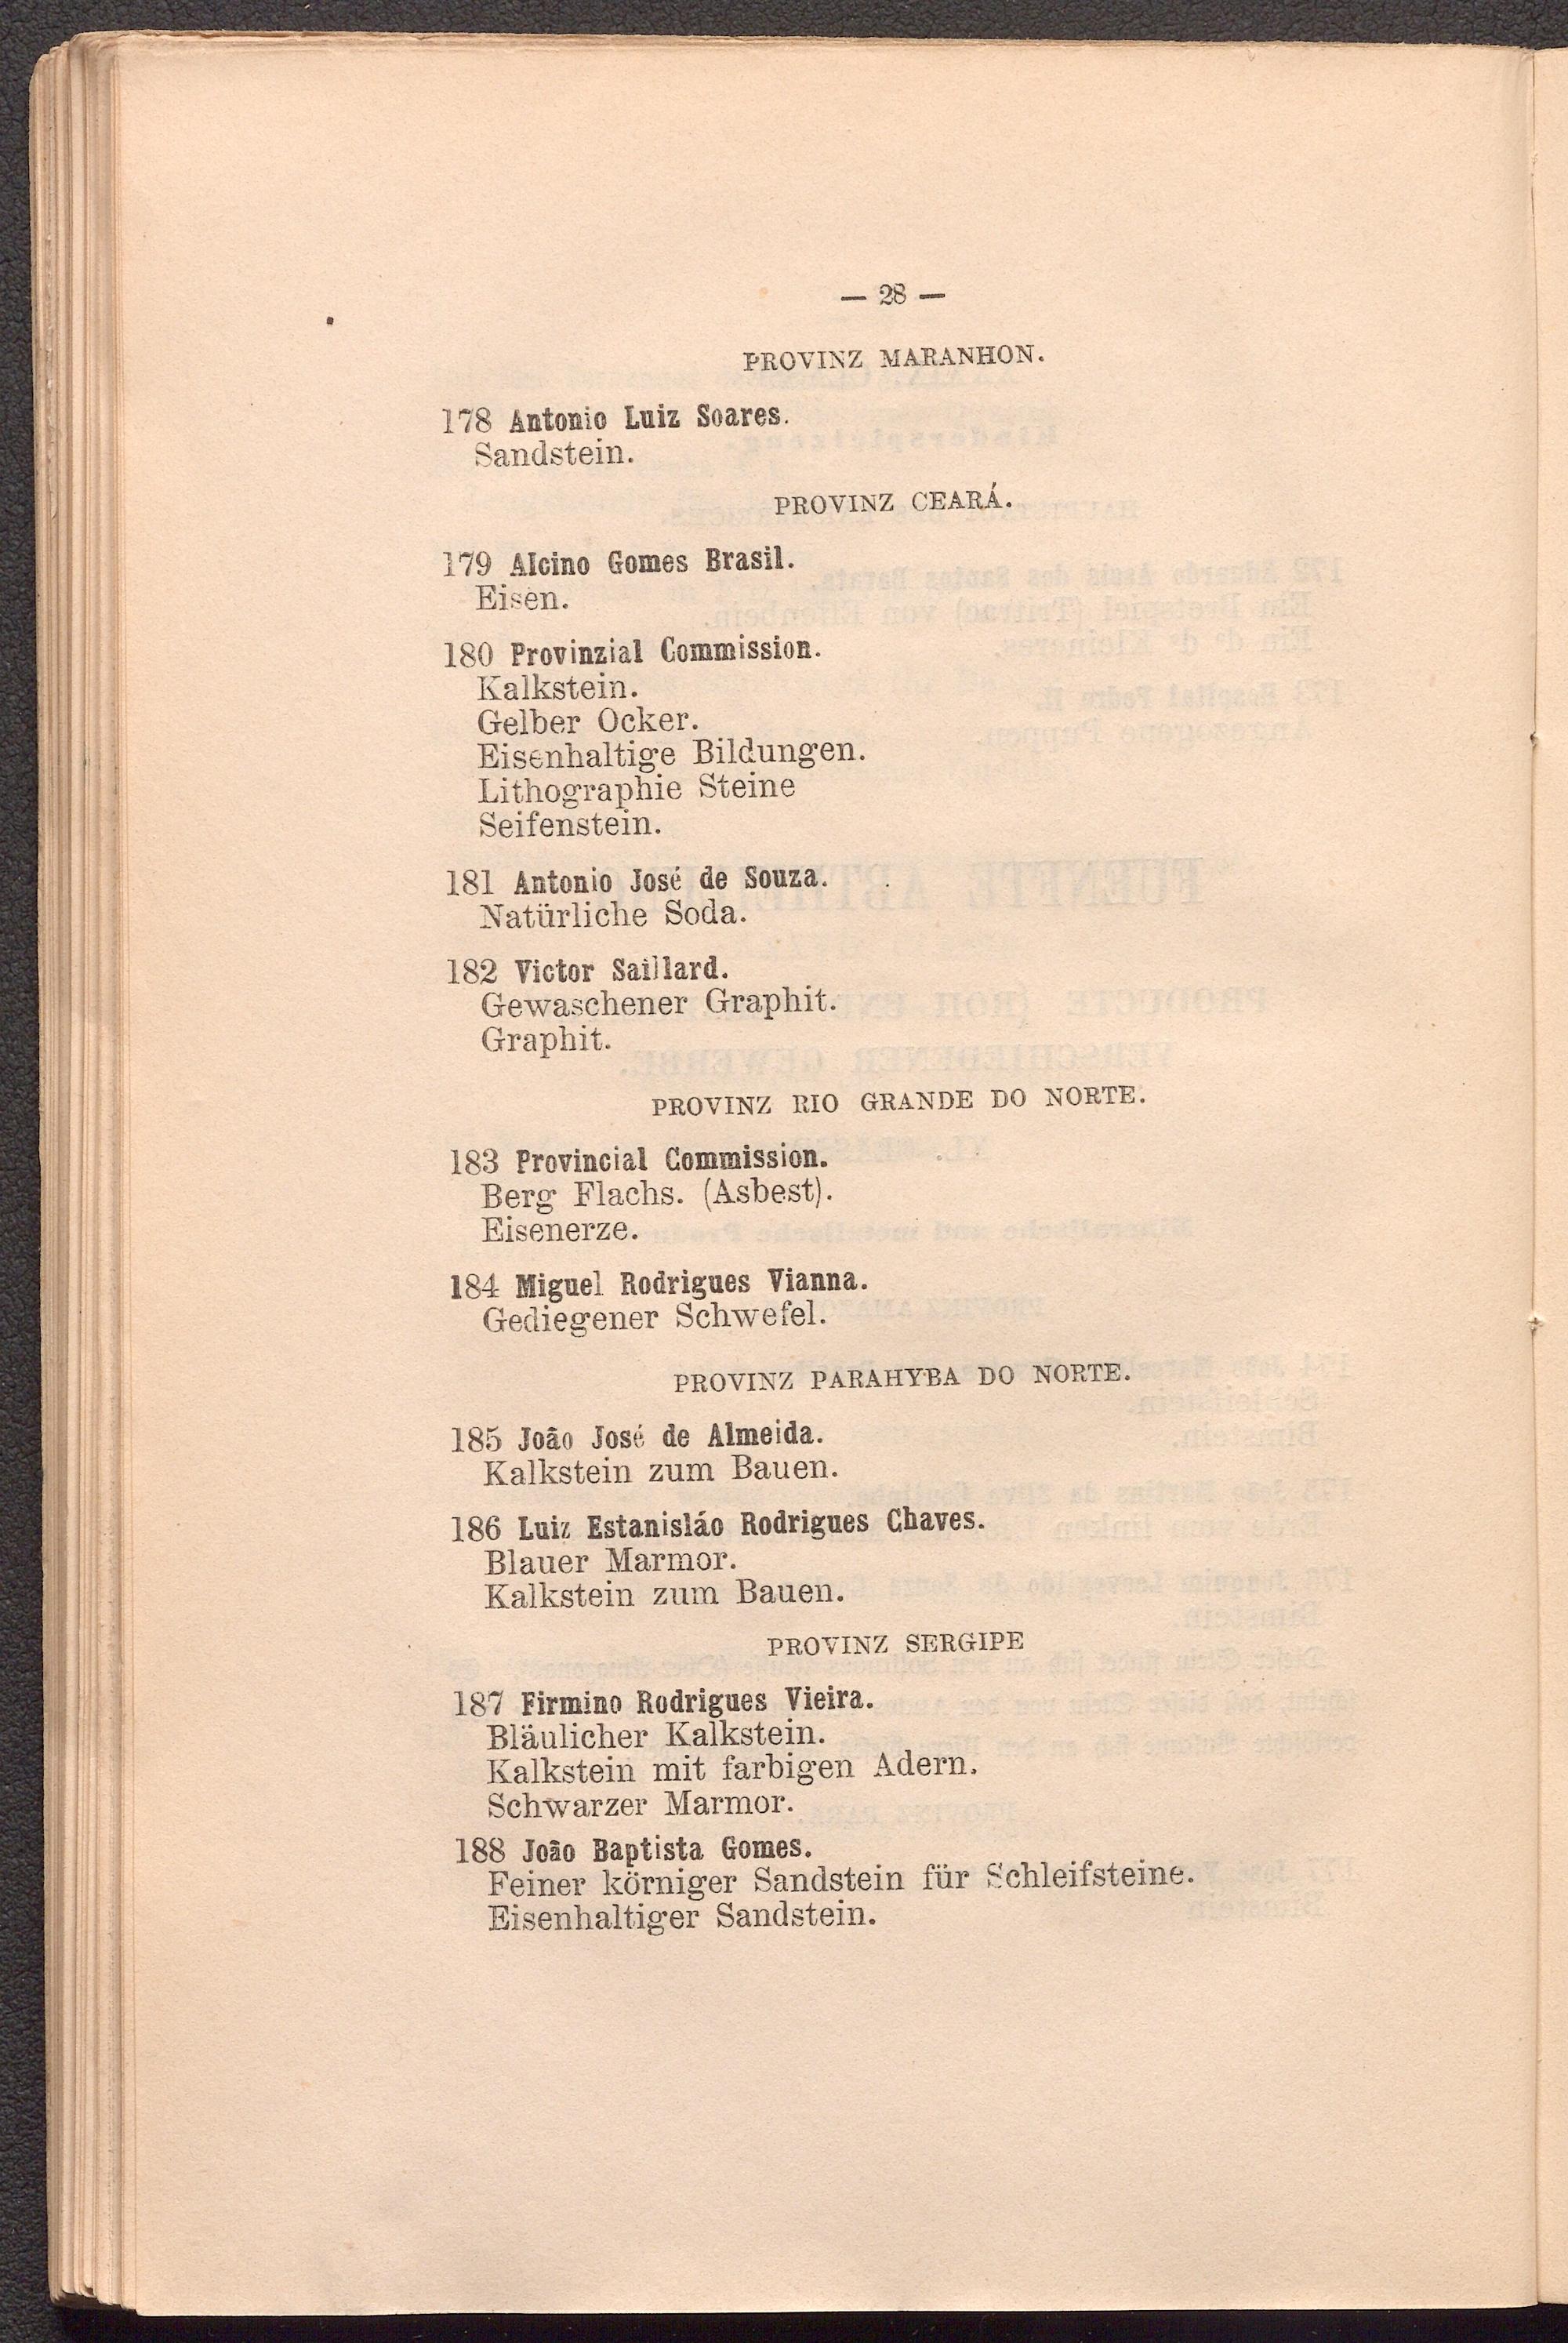 — 28 —
PROVINZ MARANHON.
178 Antonio Luiz Soares.
Sandstein.
PROVINZ CEARÁ.
179 Alcino Gomes Brasil.
Eisen.
180 Provinzial Commission.
Kalkstein.
Gelber Ocker.
Eisenhaltige Bildungen.
Lithographie Steine
Seifenstein.
181 Antonio José de Souza.
Natürliche Soda.
182 Victor Saillard.
Gewaschener Graphit.
Graphit.
PROVINZ RIO GRANDE DO NORTE.
183 Provincial Commission.
Berg Flachs. (Asbest).
Eisenerze.
184 Miguel Rodrigues Vianna.
Gediegener Schwefel.
PROVINZ PARAHYBA DO NORTE.
185 João José de Almeida.
Kalkstein zum Bauen.
186 Luiz Estanisláo Rodrigues Chaves.
Blauer Marmor.
Kalkstein zum Bauen.
PROVINZ SERGIPE
187 Firmino Rodrigues Vieira.
Bläulicher Kalkstein.
Kalkstein mit farbigen Adern.
Schwarzer Marmor.
188 João Baptista Gomes.
Feiner körniger Sandstein für Schleifsteine.
Eisenhaltiger Sandstein.